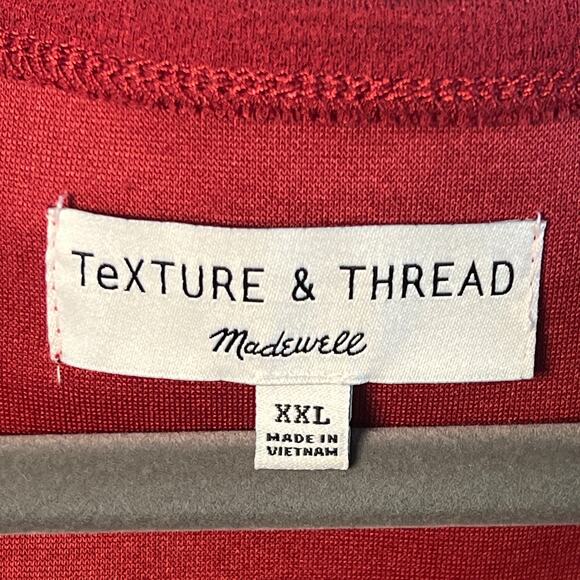 TeXTURE & THREAD
Madewell
XXL
MADE IN
VIETNAM